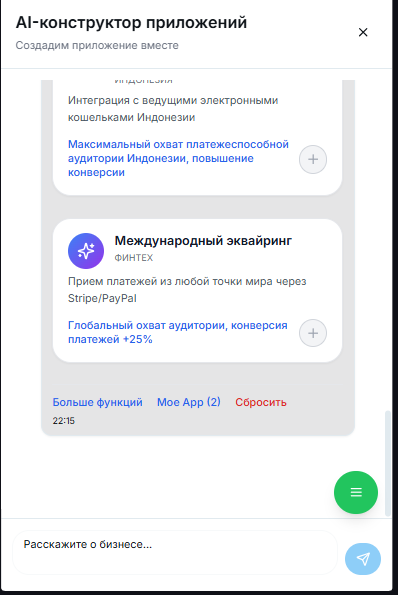 AI-конструктор приложений
Создадим приложение вместе
ИНДОНЕЗИЯ
Интеграция с ведущими электронными
кошельками Индонезии
Максимальный охват платежеспособной
аудитории Индонезии, повышение
конверсии
Международный эквайринг
ФИНТЕХ
Прием платежей из любой точки мира через
Stripe/PayPal
Глобальный охват аудитории, конверсия
платежей +25%
Больше функций Мое App (2) Сбросить
22:15
Расскажите о бизнесе...